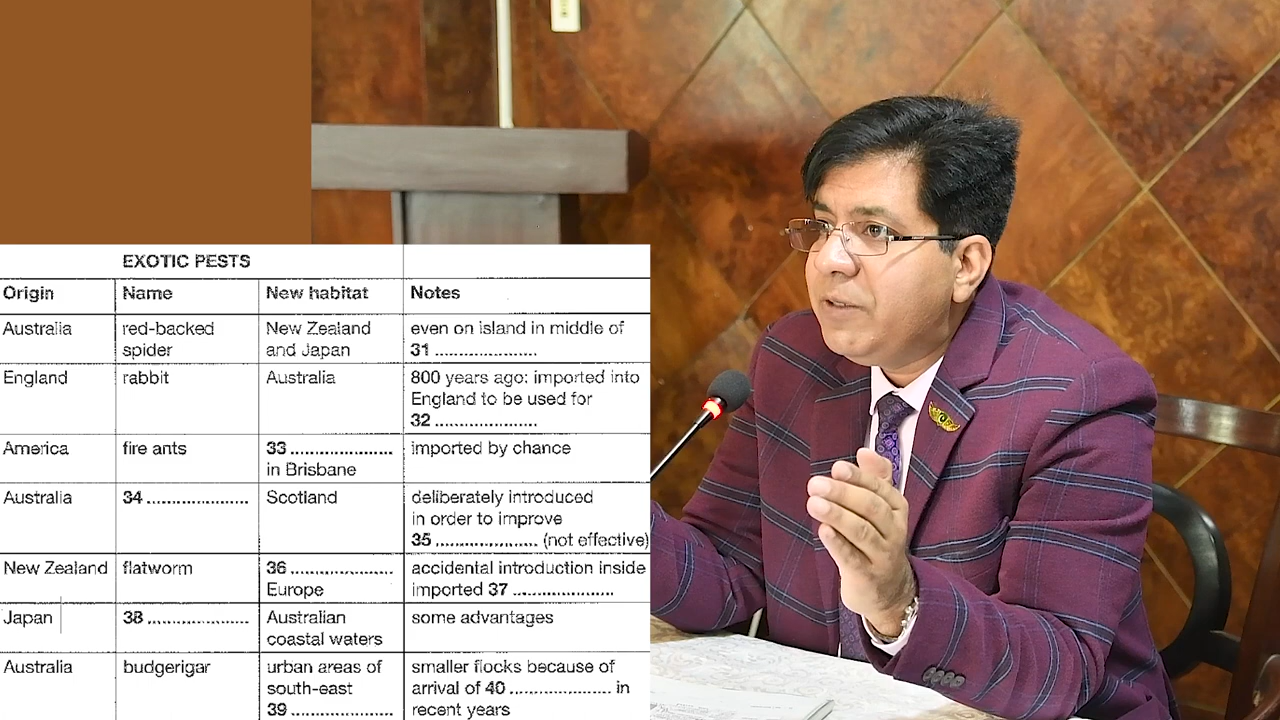 EXOTIC PESTS
Origin Name New habitat Notes
Australia red-backed spider New Zealand and Japan even on island in middle of 31 .....................
England rabbit Australia 800 years ago: imported into England to be used for 32 .....................
America fire ants 33 ..................... in Brisbane imported by chance
Australia 34 ..................... Scotland deliberately introduced in order to improve 35 ..................... (not effective)
New Zealand flatworm 36 ..................... Europe accidental introduction inside imported 37 .....................
Japan 38 ..................... Australian coastal waters some advantages
Australia budgerigar urban areas of south-east 39 ..................... smaller flocks because of arrival of 40 ..................... in recent years